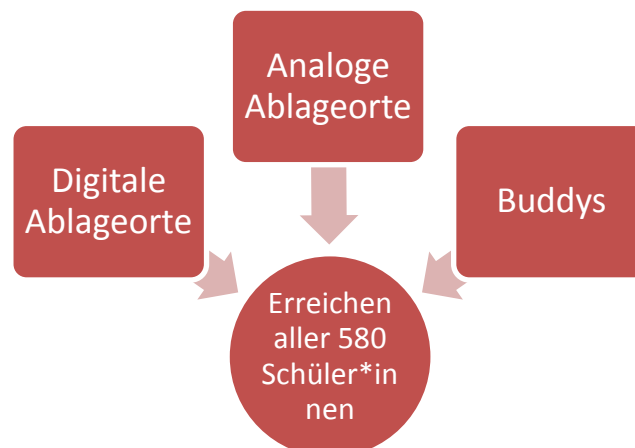 Analoge
Ablageorte
Digitale
Ablageorte
Buddys
Erreichen
aller 580
Schüler*in
nen